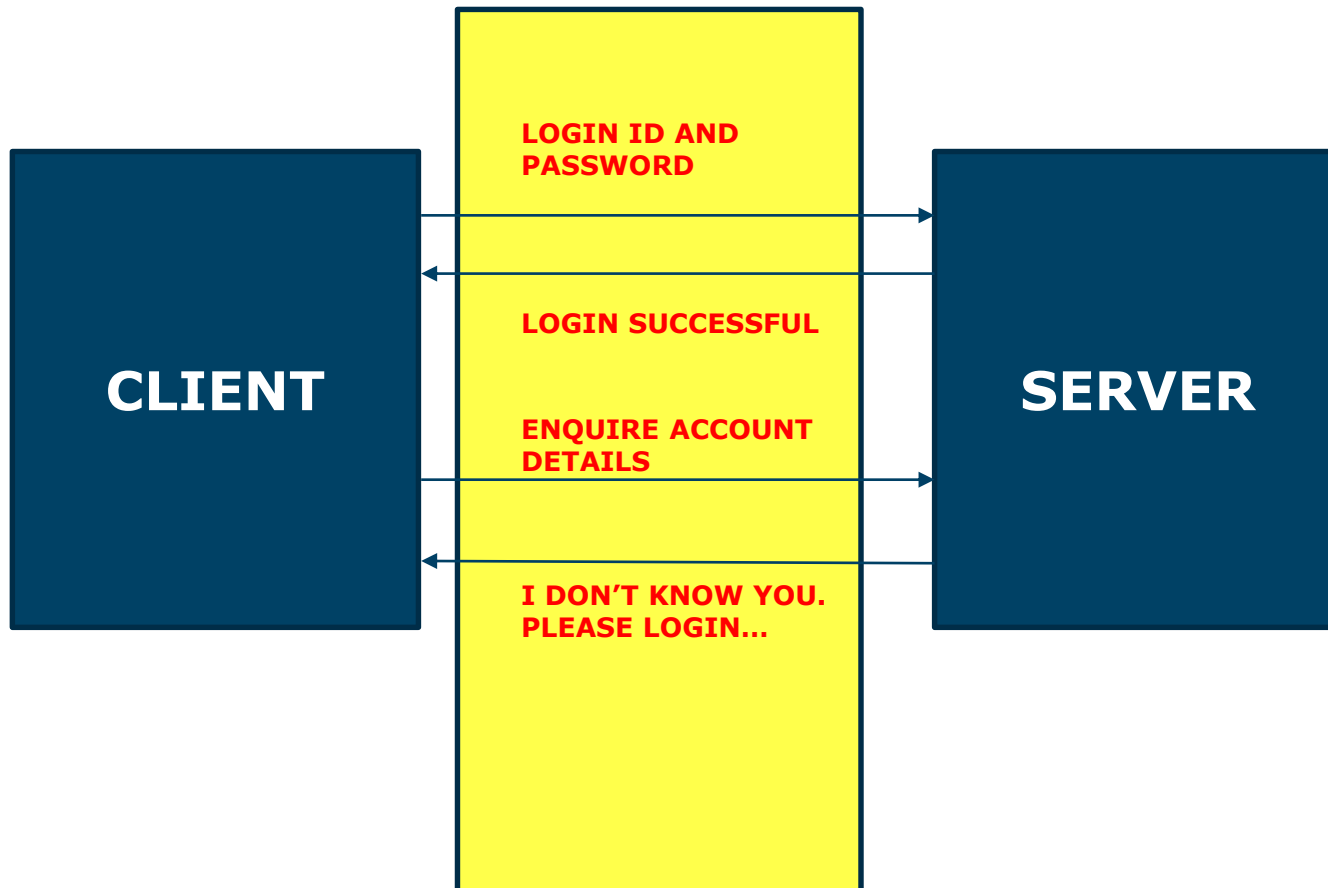 LOGIN ID AND
PASSWORD
LOGIN SUCCESSFUL
CLIENT
SERVER
ENQUIRE ACCOUNT
DETAILS
I DON’T KNOW YOU.
PLEASE LOGIN…